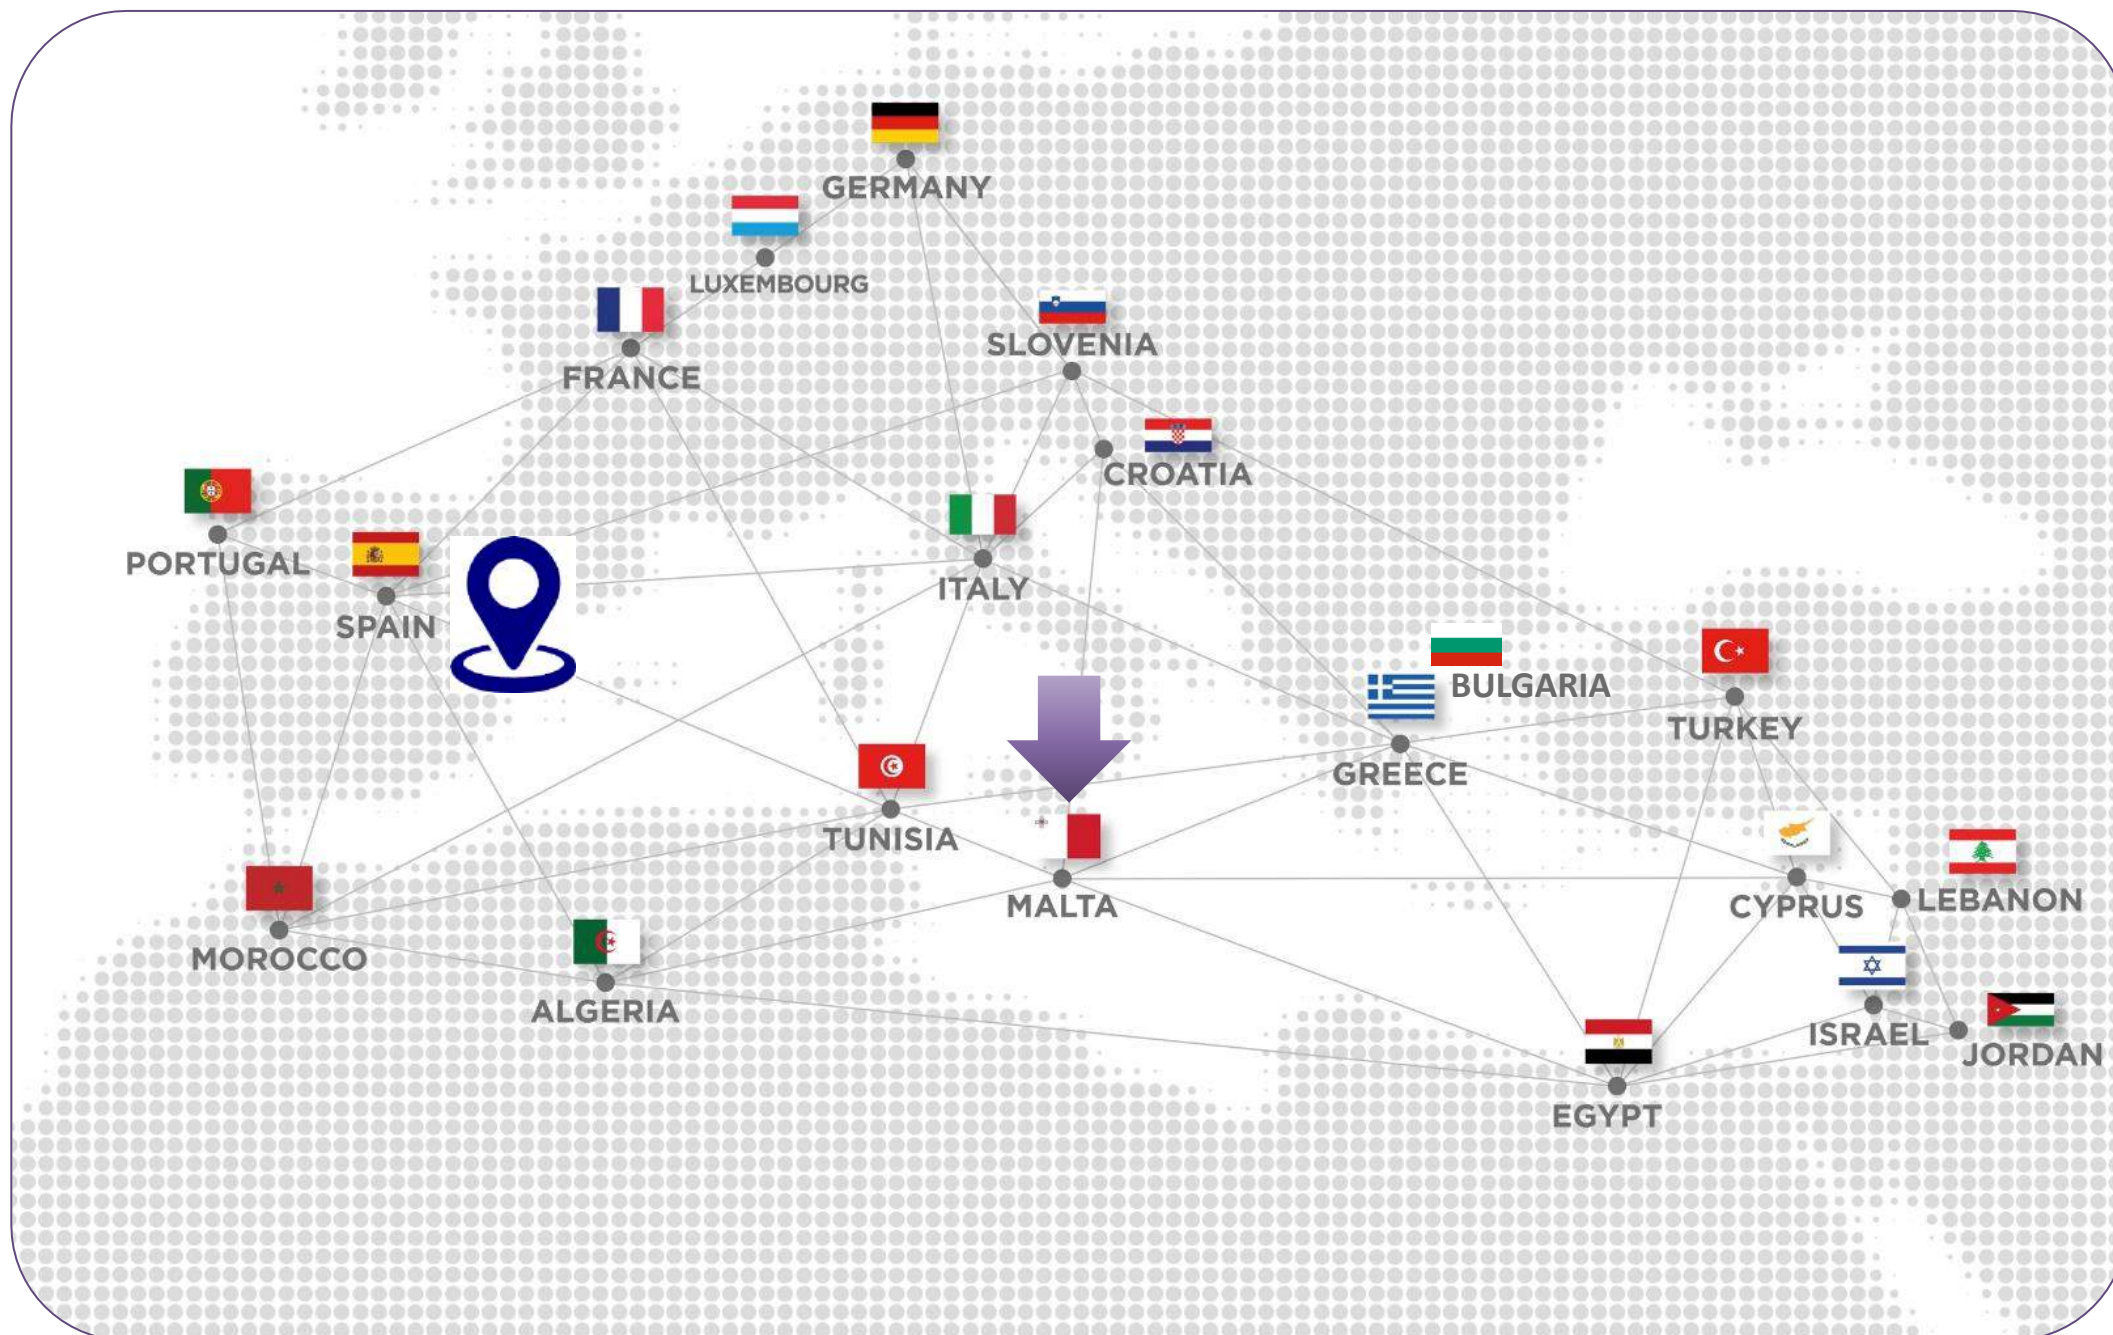 GERMANY
LUXEMBOURG
SLOVENIA
FRANCE
CROATIA
PORTUGAL
ITALY
SPAIN
BULGARIA
TURKEY
GREECE
TUNISIA
MALTA
CYPRUS
LEBANON
MOROCCO
ALGERIA
ISRAEL
JORDAN
EGYPT